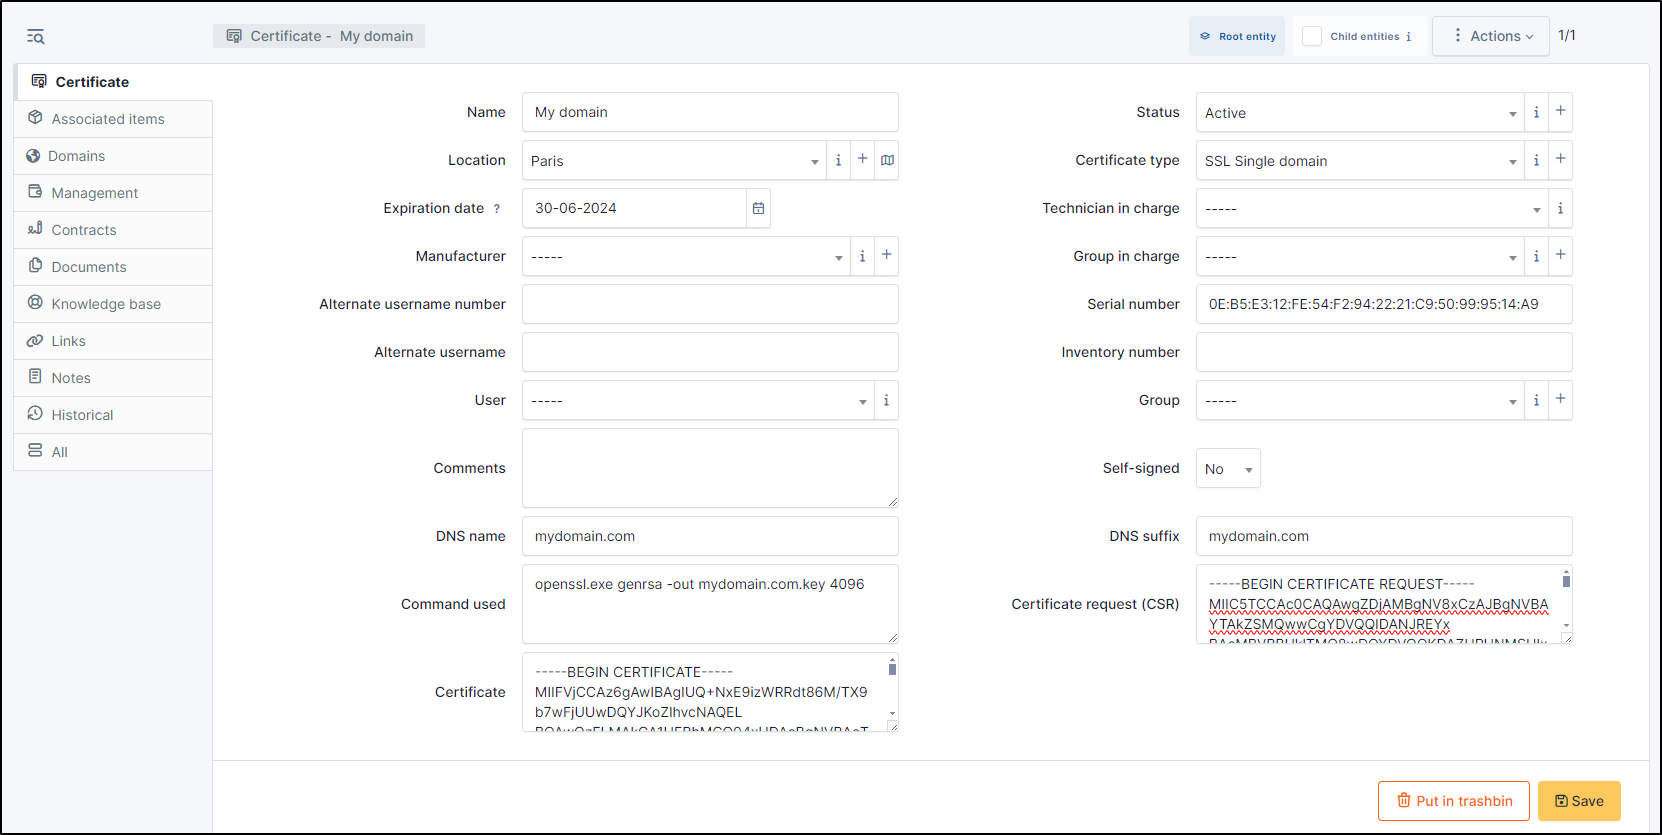 Certificate - My domain
Root entity
Child entities i
Actions
1/1
Certificate
Associated items
Domains
Management
Contracts
Documents
Knowledge base
Links
Notes
Historical
All
Name
My domain
Status
Active
i +
Location
Paris
i +
Certificate type
SSL Single domain
i +
Expiration date ?
30-06-2024
Technician in charge
-----
i
Manufacturer
-----
i +
Group in charge
-----
i +
Alternate username number
Serial number
0E:B5:E3:12:FE:54:F2:94:22:21:C9:50:99:95:14:A9
Alternate username
Inventory number
User
-----
i
Group
-----
i +
Comments
Self-signed
No
DNS name
mydomain.com
DNS suffix
mydomain.com
Command used
openssl.exe genrsa -out mydomain.com.key 4096
Certificate request (CSR)
-----BEGIN CERTIFICATE REQUEST-----
MIIC5TCCAc0CAQAwgZDjAMBgNV8xCzAJBgNVBA
YTAkZSMQwwCgYDVQQIDANJREYx
Certificate
-----BEGIN CERTIFICATE-----
MIIFVjCCAz6gAwIBAgIUQ+NxE9izWRRdt86M/TX9
b7wFjUUwDQYJKoZIhvcNAQEL
Put in trashbin
Save